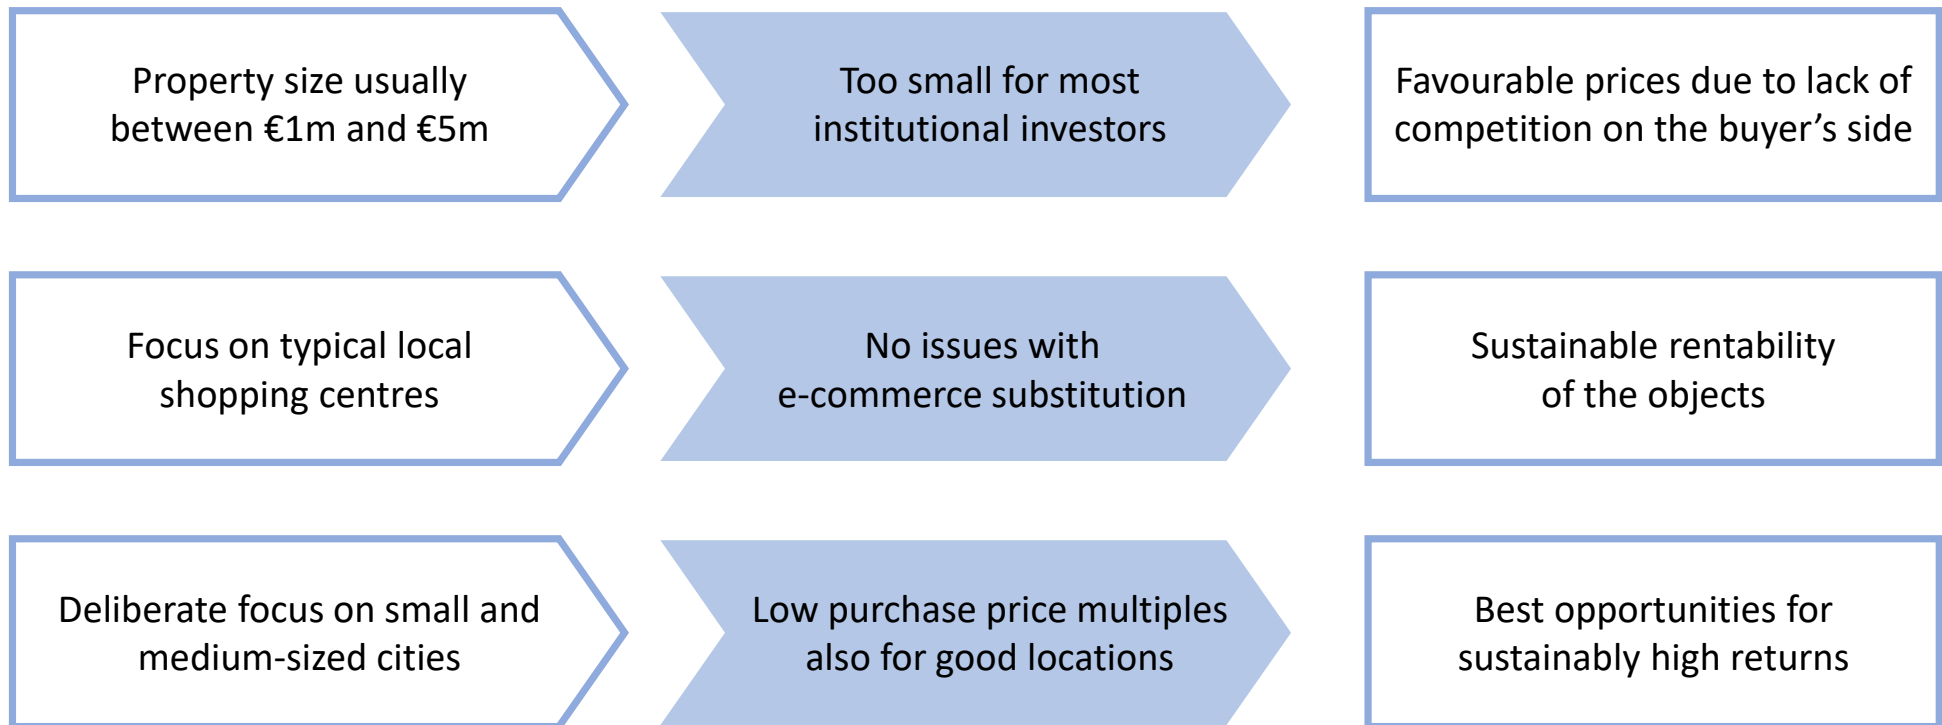 Property size usually
between €1m and €5m
Too small for most
institutional investors
Favourable prices due to lack of
competition on the buyer’s side
Focus on typical local
shopping centres
No issues with
e-commerce substitution
Sustainable rentability
of the objects
Deliberate focus on small and
medium-sized cities
Low purchase price multiples
also for good locations
Best opportunities for
sustainably high returns